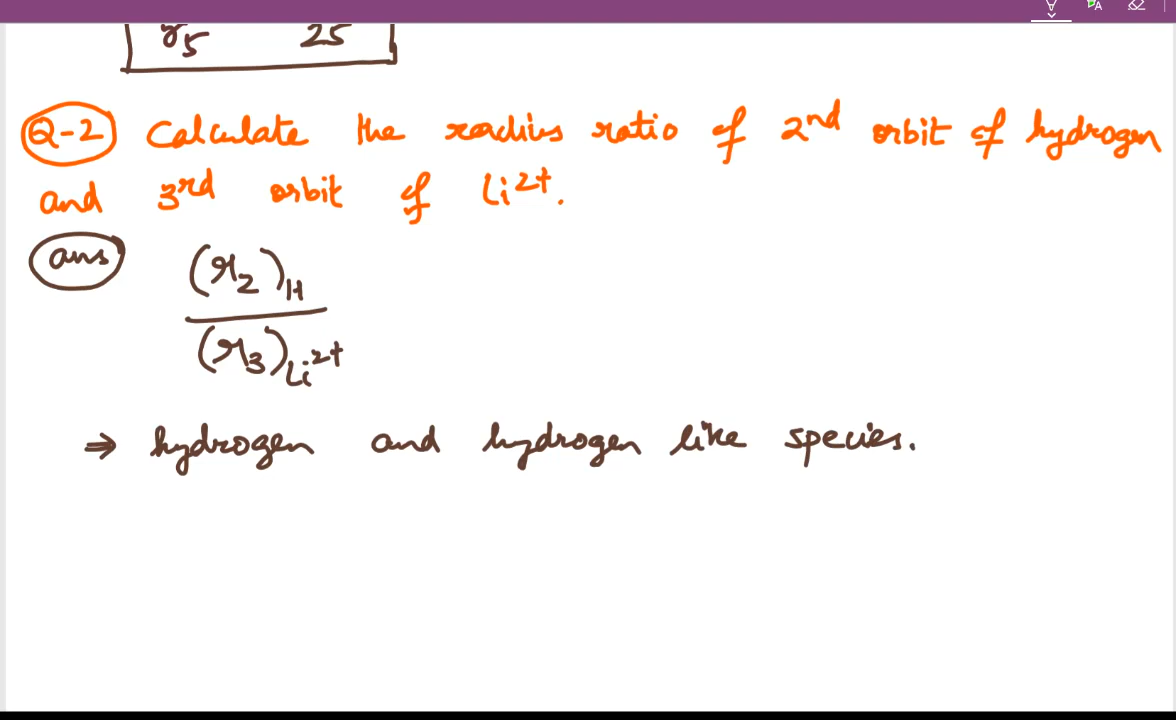 r5 25
Q-2 Calculate the radius ratio of 2nd orbit of hydrogen
and 3rd orbit of Li2+.
ans (r2)H
(r3)Li2+
⇒ hydrogen and hydrogen like species.